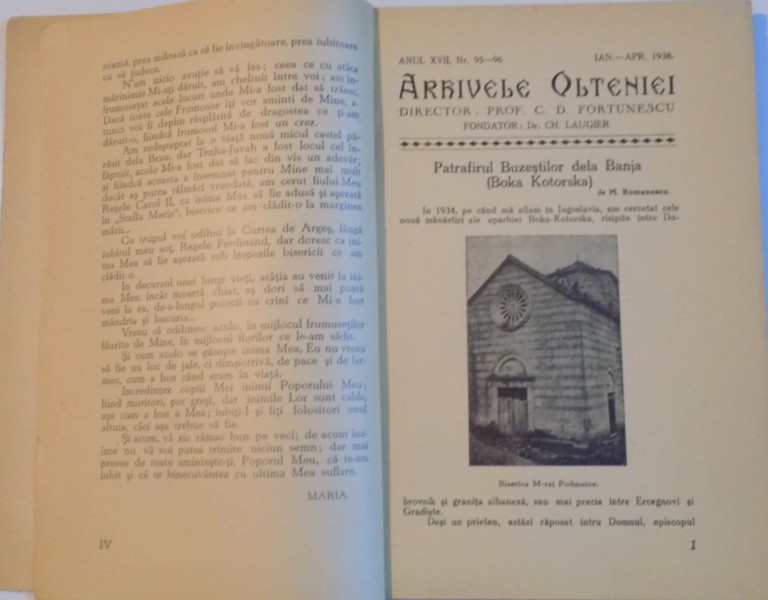 seamă, prea miloasă ca să fie învingătoare, prea iubitoare
ca să judece.
N'am nicio avuție să vă las; ceea ce cu atâta
mărinimie Mi-ați dăruit, am cheltuit între voi; am în-
frumusețat acele locuri unde Mi-a fost dat să trăesc.
Dacă toate cele Frumoase îți vor aminti de Mine, a-
tunci voi fi deplin răsplătită de dragostea ce ți-am
dăruit-o, fiindcă frumosul Mi-a fost un crez.
Am redeșteptat la o viață nouă micul castel pă-
răsit dela Bran, dar Tenha-Juvah a fost locul cel în-
făptuit, acolo Mi-a fost dat să fac din vis un adevăr;
și fiindcă aceasta a însemnat pentru Mine mai mult
decât aș putea tălmăci vreodată, am cerut fiului Meu
Regele Carol II, ca inima Mea să fie adusă și așezată
în „Stella Maris", biserice ce am clădit-o la marginea
mării...
Cu trupul voi odihni la Curtea de Argeș, lângă
iubitul meu soț, Regele Ferdinand, dar doresc ca ini-
ma Mea să fie așezată sub lespezile bisericii ce am
clădit-o.
In decursul unei lungi vieți, atâția au venit la ini-
ma Mea, încât moartă chiar, aș dori să mai poată
veni la ea, de-a-lungul potecii cu crini ce Mi-a fost
mândria și bucuria...
Vreau să odihnesc acolo, în mijlocul frumuseților
făurite de Mine, în mijlocul florilor ce le-am sădit.
Și cum acolo se găsește inima Mea, Eu nu vreau
să fie un loc de jale, ci dimpotrivă, de pace și de far-
mec, cum a fost când eram în viață.
Incredințez copiii Mei inimii Poporului Meu;
fiind muritori, pot greși, dar inimile Lor sunt calde,
așa cum a fost a Mea; iubiți-I și fiți folositori unul
altuia, căci așa trebue să fie.
Și acum, vă zic rămas bun pe veci; de acum îna-
inte nu vă voi putea trimite niciun semn; dar mai
presus de toate amintește-ți, Poporul Meu, că te-am
iubit și că te binecuvântez cu ultima Mea suflare.
MARIA
IV
ANUL XVII, Nr. 95—96 IAN.—APR. 1938.
ARHIVELE OLTENIEI
DIRECTOR: PROF. C. D. FORTUNESCU
FONDATOR: Dr. CH. LAUGIER
Patrafirul Buzeștilor dela Banja
(Boka Kotorska)
de M. Romanescu.
In 1934, pe când mă aflam în Iugoslavia, am cercetat cele
nouă mânăstiri ale eparhiei Boka-Kotorska, risipite între Du-
Biserica M-rei Podmaine.
brovnik și granița albaneză, sau mai precis între Ercegnovi și
Gradiște.
Deși un prieten, astăzi răposat întru Domnul, episcopul
1